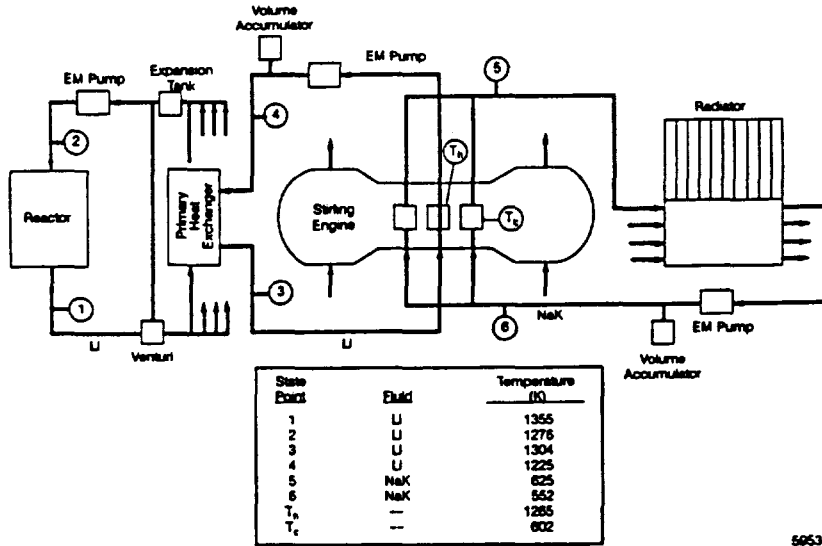 Volume
Accumulator
EM Pump
Expansion
Tank
EM Pump
5
4
2
Radiator
Th
Reactor
Primary Heat
Exchanger
Stirling
Engine
Tc
3
1
6
NaK
LI
Venturi
LI
EM Pump
Volume
Accumulator
State Point Fluid Temperature (K)
1 LI 1355
2 LI 1276
3 LI 1304
4 LI 1225
5 NaK 625
6 NaK 552
Th -- 1265
Tc -- 602
5953